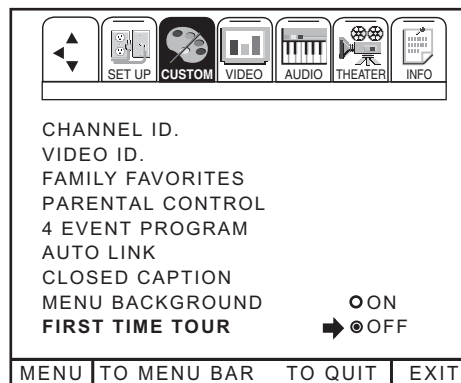 SET UP CUSTOM VIDEO AUDIO THEATER INFO
CHANNEL ID.
VIDEO ID.
FAMILY FAVORITES
PARENTAL CONTROL
4 EVENT PROGRAM
AUTO LINK
CLOSED CAPTION
MENU BACKGROUND ON
FIRST TIME TOUR OFF
MENU TO MENU BAR TO QUIT EXIT